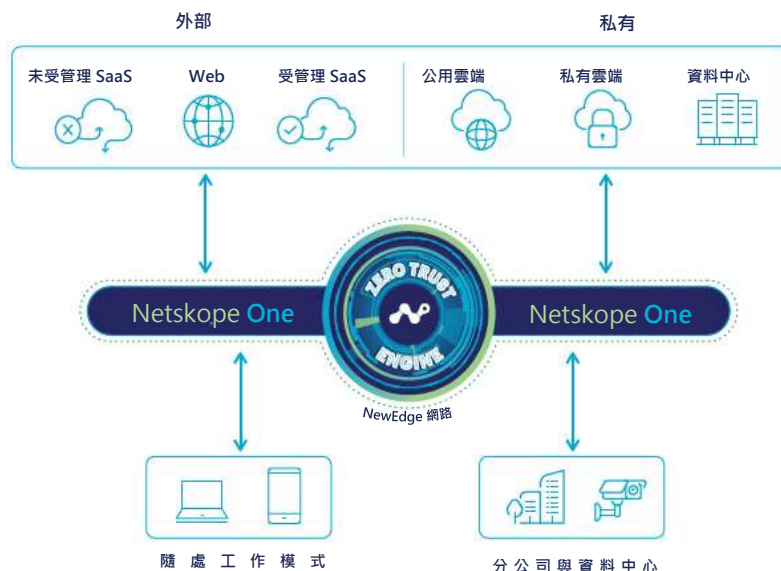 外部 私有
未受管理 SaaS Web 受管理 SaaS 公用雲端 私有雲端 資料中心
ZERO TRUST
Netskope One Netskope One
ENGINE
NewEdge 網路
隨處工作模式 分公司與資料中心